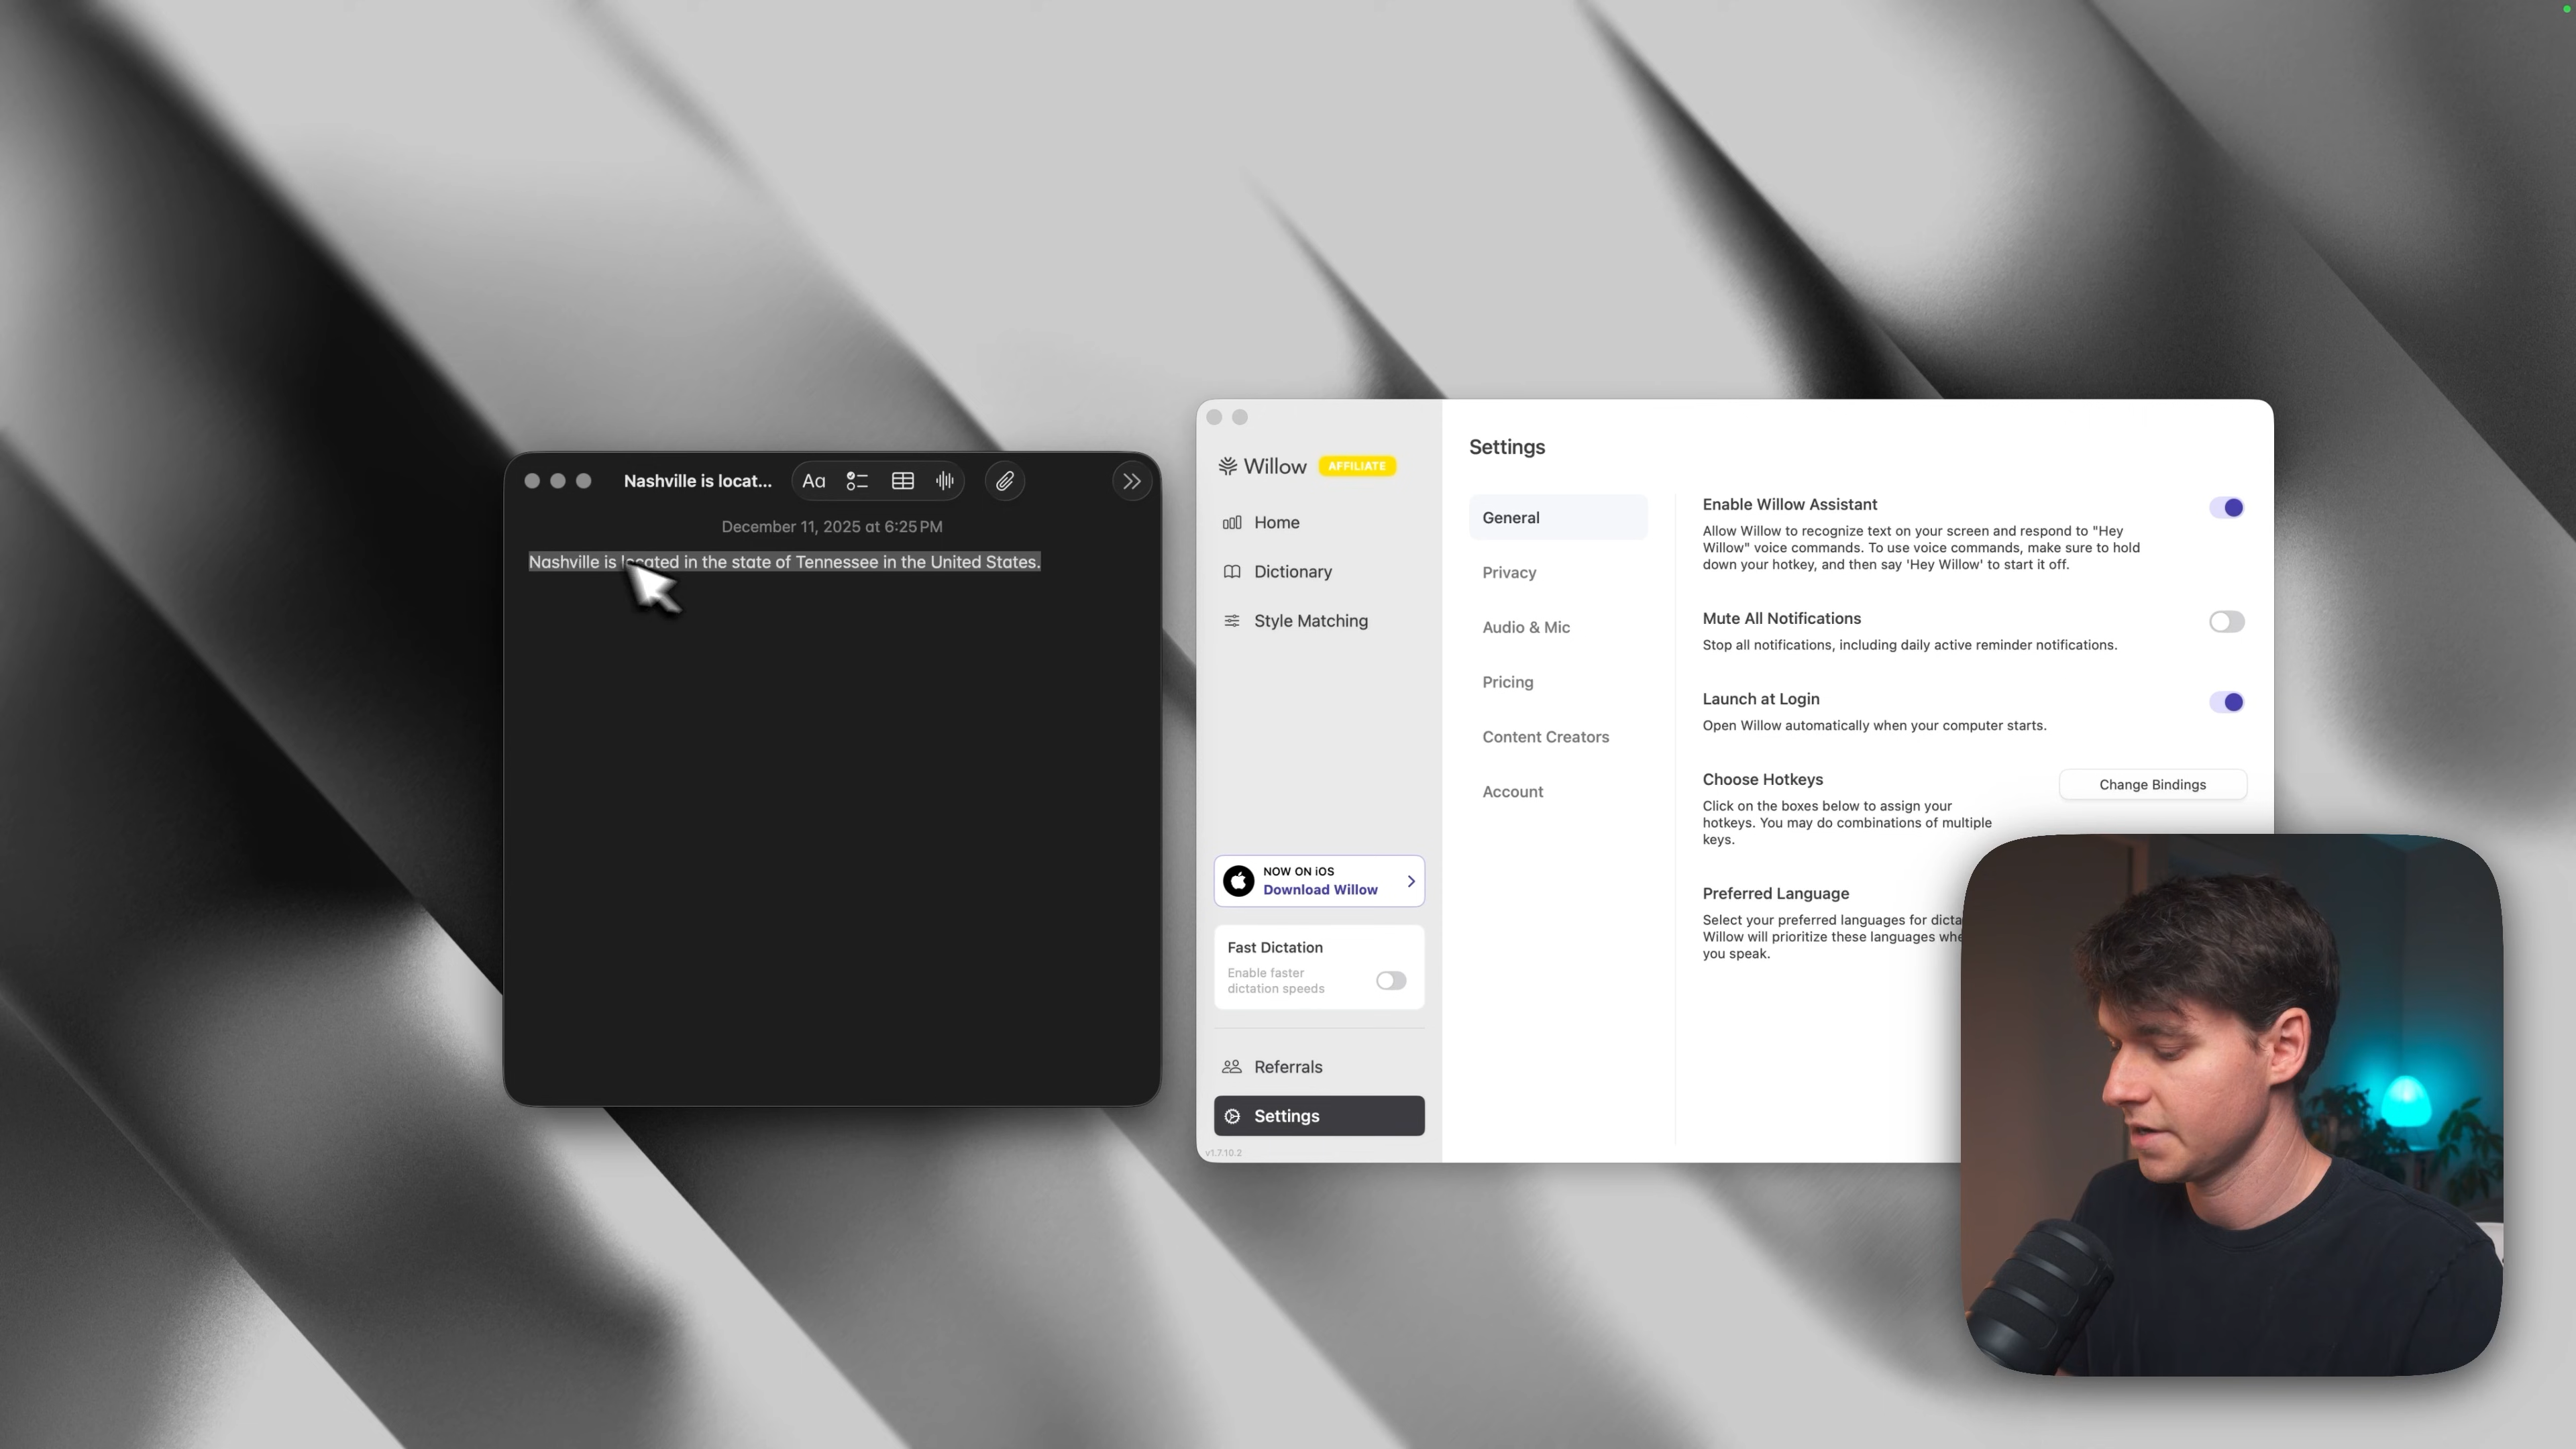 Nashville is locat...
Aa
December 11, 2025 at 6:25 PM
Nashville is located in the state of Tennessee in the United States.
Willow AFFILIATE
Home
Dictionary
Style Matching
NOW ON iOS
Download Willow
Fast Dictation
Enable faster
dictation speeds
Referrals
Settings
v1.7.10.2
Settings
General
Privacy
Audio & Mic
Pricing
Content Creators
Account
Enable Willow Assistant
Allow Willow to recognize text on your screen and respond to "Hey
Willow" voice commands. To use voice commands, make sure to hold
down your hotkey, and then say 'Hey Willow' to start it off.
Mute All Notifications
Stop all notifications, including daily active reminder notifications.
Launch at Login
Open Willow automatically when your computer starts.
Choose Hotkeys
Change Bindings
Click on the boxes below to assign your
hotkeys. You may do combinations of multiple
keys.
Preferred Language
Select your preferred languages for dicta
Willow will prioritize these languages whe
you speak.